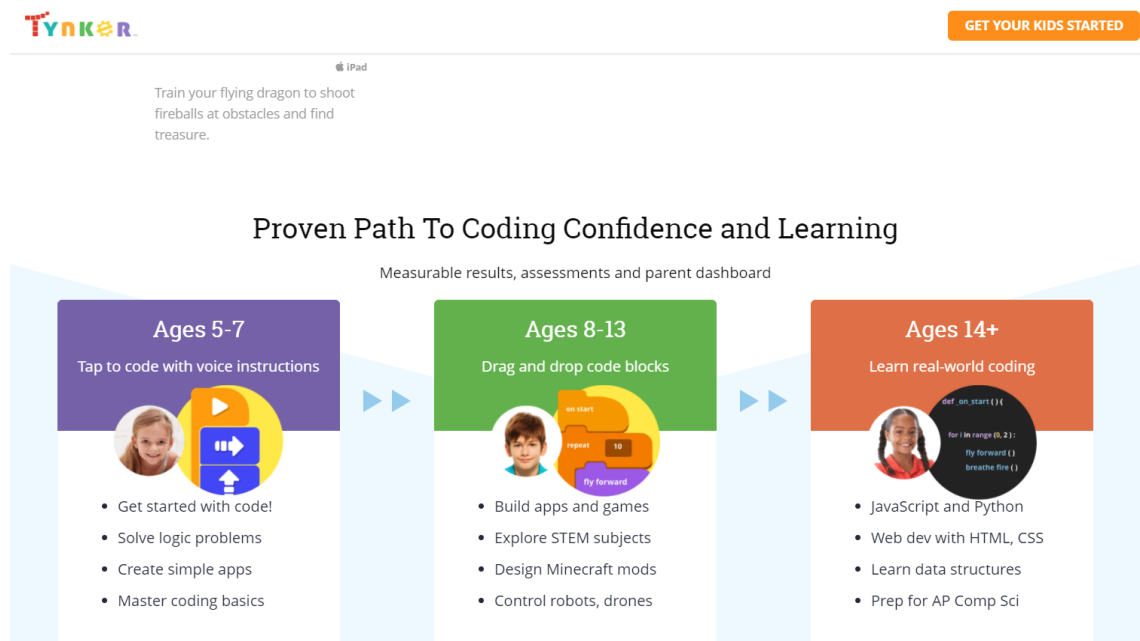 TYNKER
GET YOUR KIDS STARTED
iPad
Train your flying dragon to shoot
fireballs at obstacles and find
treasure.
Proven Path To Coding Confidence and Learning
Measurable results, assessments and parent dashboard
Ages 5-7
Tap to code with voice instructions
Get started with code!
Solve logic problems
Create simple apps
Master coding basics
Ages 8-13
Drag and drop code blocks
on start
repeat 10
fly forward
Build apps and games
Explore STEM subjects
Design Minecraft mods
Control robots, drones
Ages 14+
Learn real-world coding
def _on_start ( ) {
for i in range (0, 2 ) :
fly forward ( )
breathe fire ( )
JavaScript and Python
Web dev with HTML, CSS
Learn data structures
Prep for AP Comp Sci